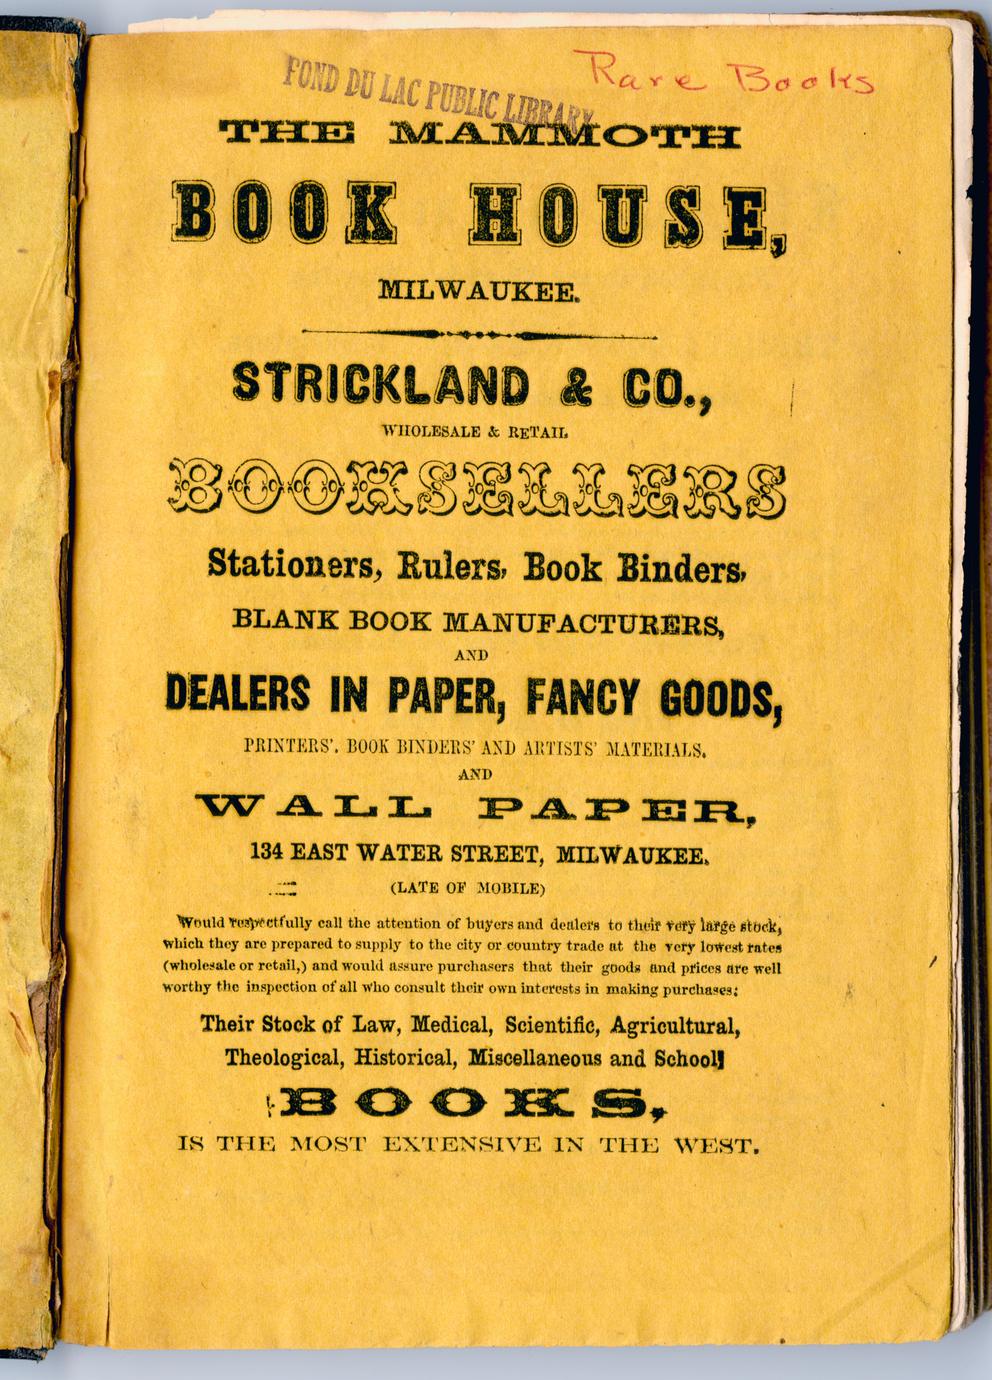 Rare Books
FOND DU LAC PUBLIC LIBRARY
THE MAMMOTH
BOOK HOUSE,
MILWAUKEE.
STRICKLAND & CO.,
WHOLESALE & RETAIL
BOOKSELLERS
Stationers, Rulers, Book Binders,
BLANK BOOK MANUFACTURERS,
AND
DEALERS IN PAPER, FANCY GOODS,
PRINTERS', BOOK BINDERS' AND ARTISTS' MATERIALS,
AND
WALL PAPER,
134 EAST WATER STREET, MILWAUKEE.
(LATE OF MOBILE)
Would respectfully call the attention of buyers and dealers to their very large stock,
which they are prepared to supply to the city or country trade at the very lowest rates
(wholesale or retail,) and would assure purchasers that their goods and prices are well
worthy the inspection of all who consult their own interests in making purchases:
Their Stock of Law, Medical, Scientific, Agricultural,
Theological, Historical, Miscellaneous and School
BOOKS,
IS THE MOST EXTENSIVE IN THE WEST.